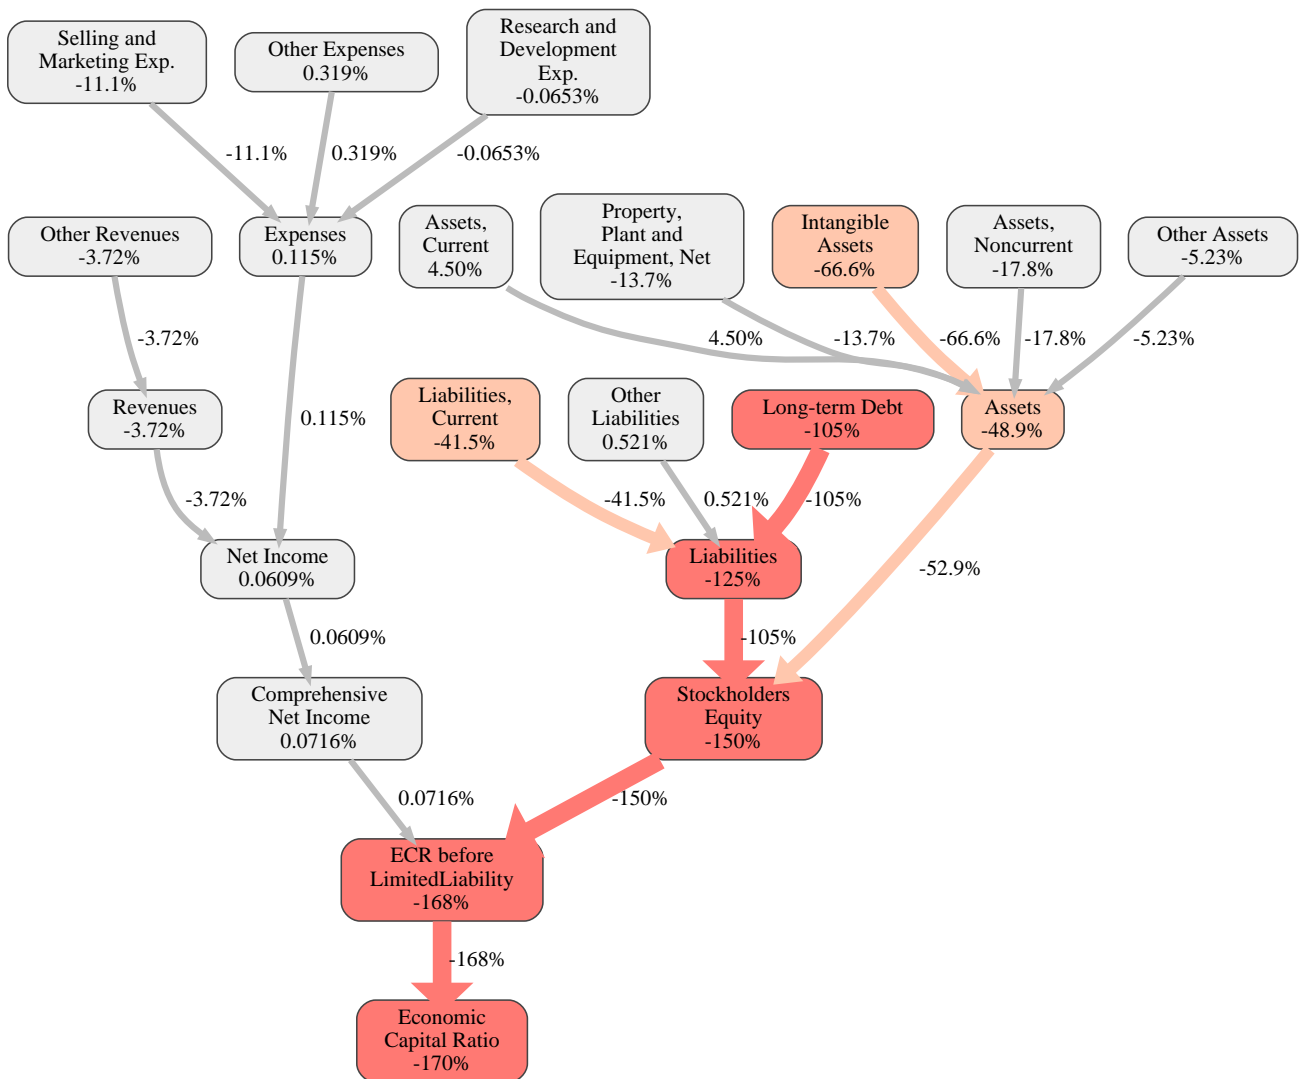 Selling and
Marketing Exp.
-11.1%
Other Expenses
0.319%
Research and
Development
Exp.
-0.0653%
-11.1%
0.319%
-0.0653%
Other Revenues
-3.72%
Expenses
0.115%
Assets,
Current
4.50%
Property,
Plant and
Equipment, Net
-13.7%
Intangible
Assets
-66.6%
Assets,
Noncurrent
-17.8%
Other Assets
-5.23%
-3.72%
4.50%
-13.7%
-66.6%
-17.8%
-5.23%
Revenues
-3.72%
0.115%
Liabilities,
Current
-41.5%
Other
Liabilities
0.521%
Long-term Debt
-105%
Assets
-48.9%
-3.72%
-41.5%
0.521%
-105%
Net Income
0.0609%
Liabilities
-125%
-52.9%
0.0609%
-105%
Comprehensive
Net Income
0.0716%
Stockholders
Equity
-150%
0.0716%
-150%
ECR before
LimitedLiability
-168%
-168%
Economic
Capital Ratio
-170%